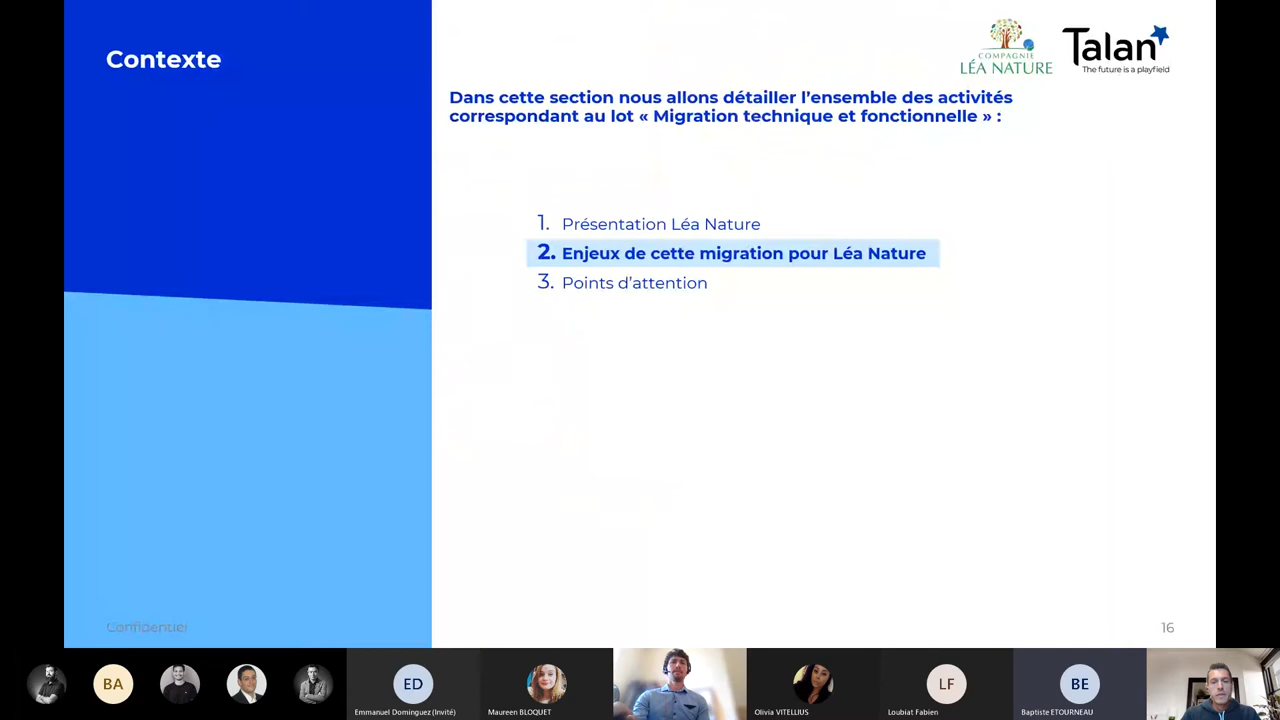 Contexte
COMPAGNIE
LÉA NATURE
Talan
The future is a playfield
Dans cette section nous allons détailler l'ensemble des activités
correspondant au lot « Migration technique et fonctionnelle » :
1. Présentation Léa Nature
2. Enjeux de cette migration pour Léa Nature
3. Points d'attention
Confidentiel
16
BA
ED
LF
BE
Emmanuel Dominguez (Invité)
Maureen BLOQUET
Olivia VITELLIUS
Loubiat Fabien
Baptiste ETOURNEAU